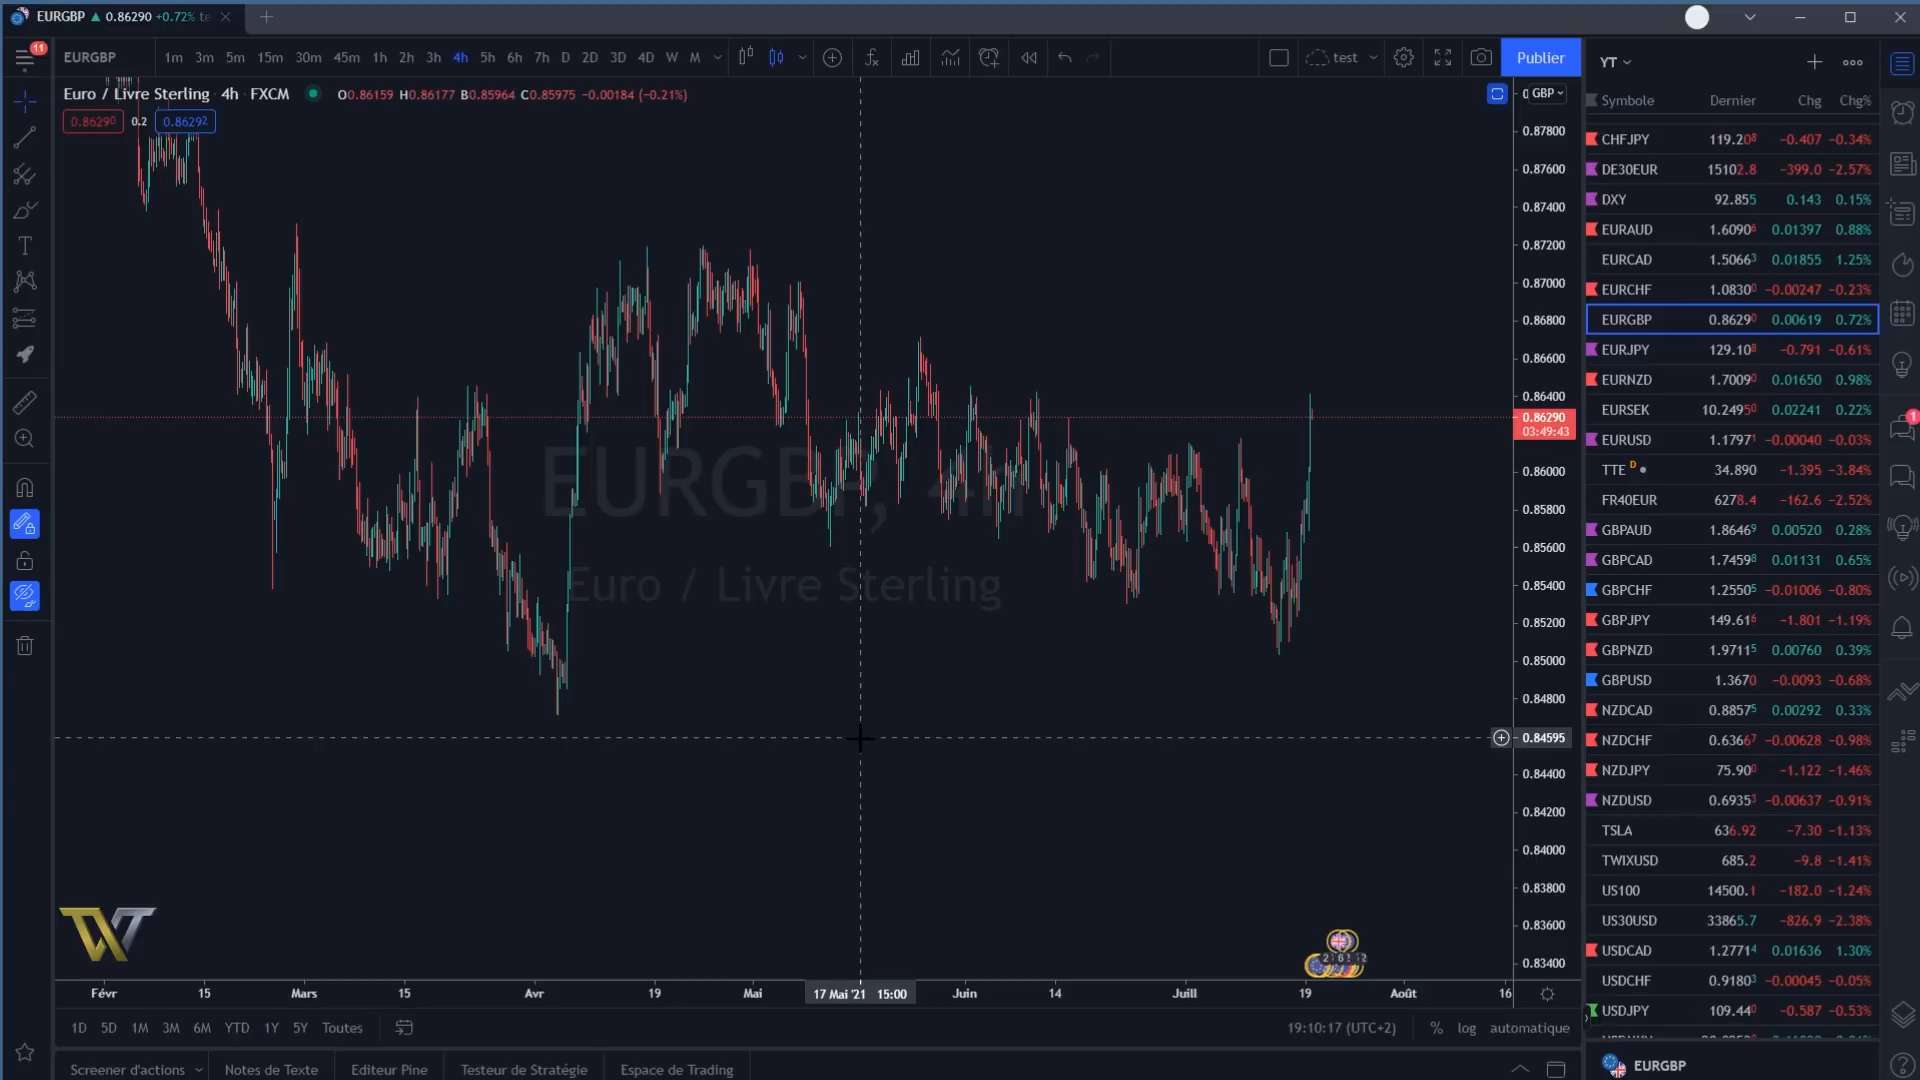 EURGBP ▲ 0.86290 +0.72% te
11
EURGBP 1m 3m 5m 15m 30m 45m 1h 2h 3h 4h 5h 6h 7h D 2D 3D 4D W M test Publier
Euro / Livre Sterling 4h FXCM O0.86159 H0.86177 B0.85964 C0.85975 -0.00184 (-0.21%)
0.86290 0.2 0.86292
GBP
0.87800
0.87600
0.87400
0.87200
0.87000
0.86800
0.86600
0.86400
0.86290
03:49:43
0.86000
0.85800
0.85600
0.85400
0.85200
0.85000
0.84800
0.84595
0.84400
0.84200
0.84000
0.83800
0.83600
0.83400
EURGBP, 4h
Euro / Livre Sterling
Févr 15 Mars 15 Avr 19 Mai 17 Mai '21 15:00 Juin 14 Juill 19 Août 16
1D 5D 1M 3M 6M YTD 1Y 5Y Toutes 19:10:17 (UTC+2) % log automatique
Screener d'actions Notes de Texte Editeur Pine Testeur de Stratégie Espace de Trading
YT
Symbole Dernier Chg Chg%
CHFJPY 119.208 -0.407 -0.34%
DE30EUR 15102.8 -399.0 -2.57%
DXY 92.855 0.143 0.15%
EURAUD 1.60906 0.01397 0.88%
EURCAD 1.50663 0.01855 1.25%
EURCHF 1.08300 -0.00247 -0.23%
EURGBP 0.86290 0.00619 0.72%
EURJPY 129.108 -0.791 -0.61%
EURNZD 1.70090 0.01650 0.98%
EURSEK 10.24950 0.02241 0.22%
EURUSD 1.17971 -0.00040 -0.03%
TTE D 34.890 -1.395 -3.84%
FR40EUR 6278.4 -162.6 -2.52%
GBPAUD 1.86469 0.00520 0.28%
GBPCAD 1.74598 0.01131 0.65%
GBPCHF 1.25505 -0.01006 -0.80%
GBPJPY 149.616 -1.801 -1.19%
GBPNZD 1.97115 0.00760 0.39%
GBPUSD 1.3670 -0.0093 -0.68%
NZDCAD 0.88575 0.00292 0.33%
NZDCHF 0.63667 -0.00628 -0.98%
NZDJPY 75.900 -1.122 -1.46%
NZDUSD 0.69353 -0.00637 -0.91%
TSLA 636.92 -7.30 -1.13%
TWIXUSD 685.2 -9.8 -1.41%
US100 14500.1 -182.0 -1.24%
US30USD 33865.7 -826.9 -2.38%
USDCAD 1.27714 0.01636 1.30%
USDCHF 0.91803 -0.00045 -0.05%
USDJPY 109.440 -0.587 -0.53%
EURGBP
1